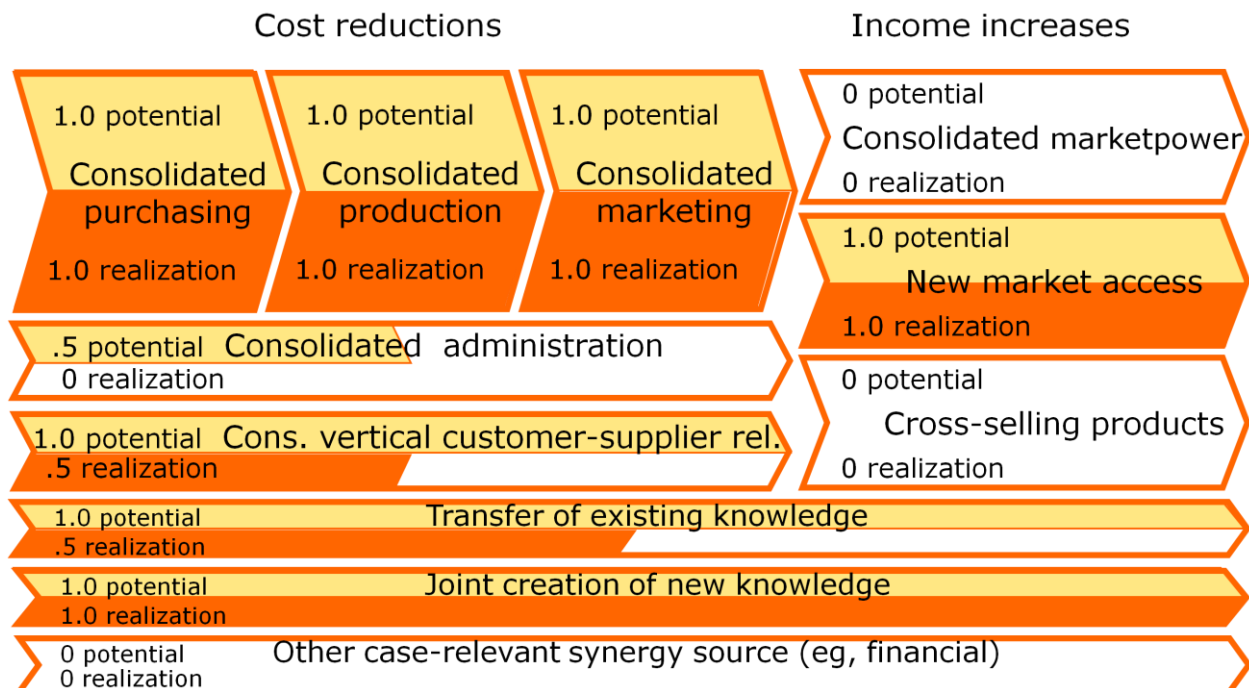 Cost reductions
Income increases
1.0 potential
Consolidated
purchasing
1.0 realization
1.0 potential
Consolidated
production
1.0 realization
1.0 potential
Consolidated
marketing
1.0 realization
0 potential
Consolidated marketpower
0 realization
1.0 potential
New market access
1.0 realization
0 potential
Cross-selling products
0 realization
.5 potential Consolidated administration
0 realization
1.0 potential Cons. vertical customer-supplier rel.
.5 realization
1.0 potential Transfer of existing knowledge
.5 realization
1.0 potential Joint creation of new knowledge
1.0 realization
0 potential Other case-relevant synergy source (eg, financial)
0 realization